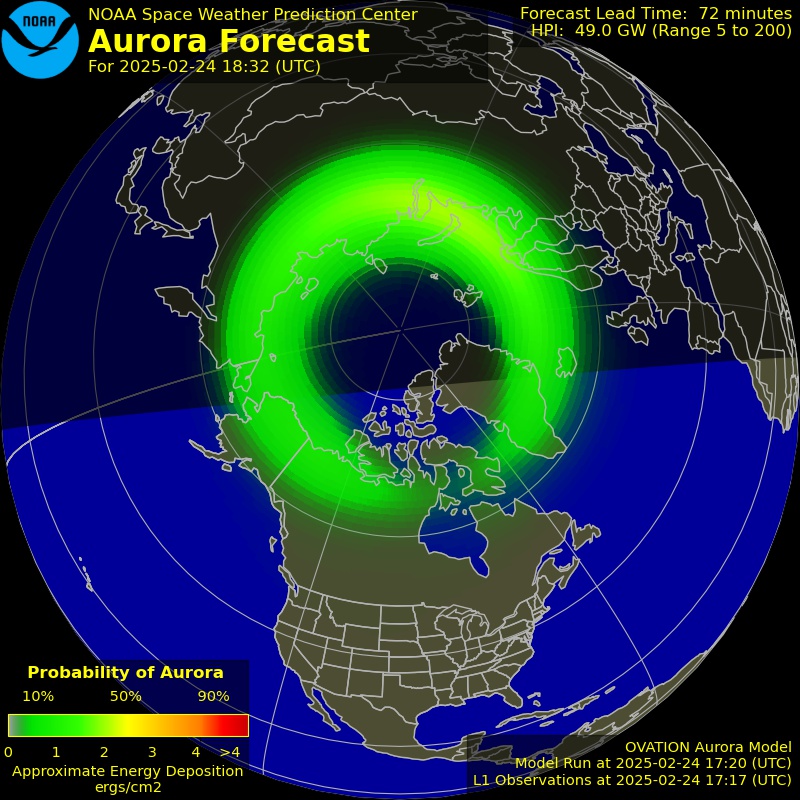 NOAA
NOAA Space Weather Prediction Center
Aurora Forecast
For 2025-02-24 18:32 (UTC)
Forecast Lead Time: 72 minutes
HPI: 49.0 GW (Range 5 to 200)
Probability of Aurora
10% 50% 90%
0 1 2 3 4 >4
Approximate Energy Deposition
ergs/cm2
OVATION Aurora Model
Model Run at 2025-02-24 17:20 (UTC)
L1 Observations at 2025-02-24 17:17 (UTC)